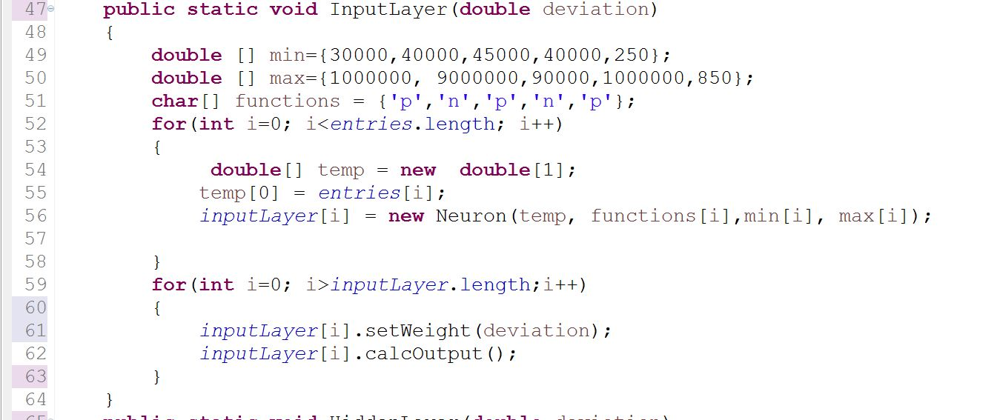 47 public static void InputLayer(double deviation)
48 {
49 double [] min={30000,40000,45000,40000,250};
50 double [] max={1000000, 9000000,90000,1000000,850};
51 char[] functions = {'p','n','p','n','p'};
52 for(int i=0; i<entries.length; i++)
53 {
54 double[] temp = new  double[1];
55 temp[0] = entries[i];
56 inputLayer[i] = new Neuron(temp, functions[i],min[i], max[i]);
57
58 }
59 for(int i=0; i>inputLayer.length;i++)
60 {
61 inputLayer[i].setWeight(deviation);
62 inputLayer[i].calcOutput();
63 }
64 }
65 public static void HiddenLayer(double deviation)